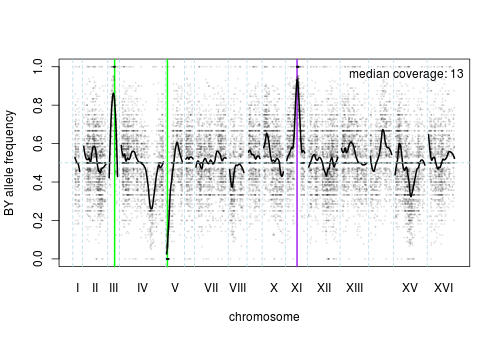 median coverage: 13
BY allele frequency
0.0 0.2 0.4 0.6 0.8 1.0
I II III IV V VII VIII X XI XII XIII XV XVI
chromosome